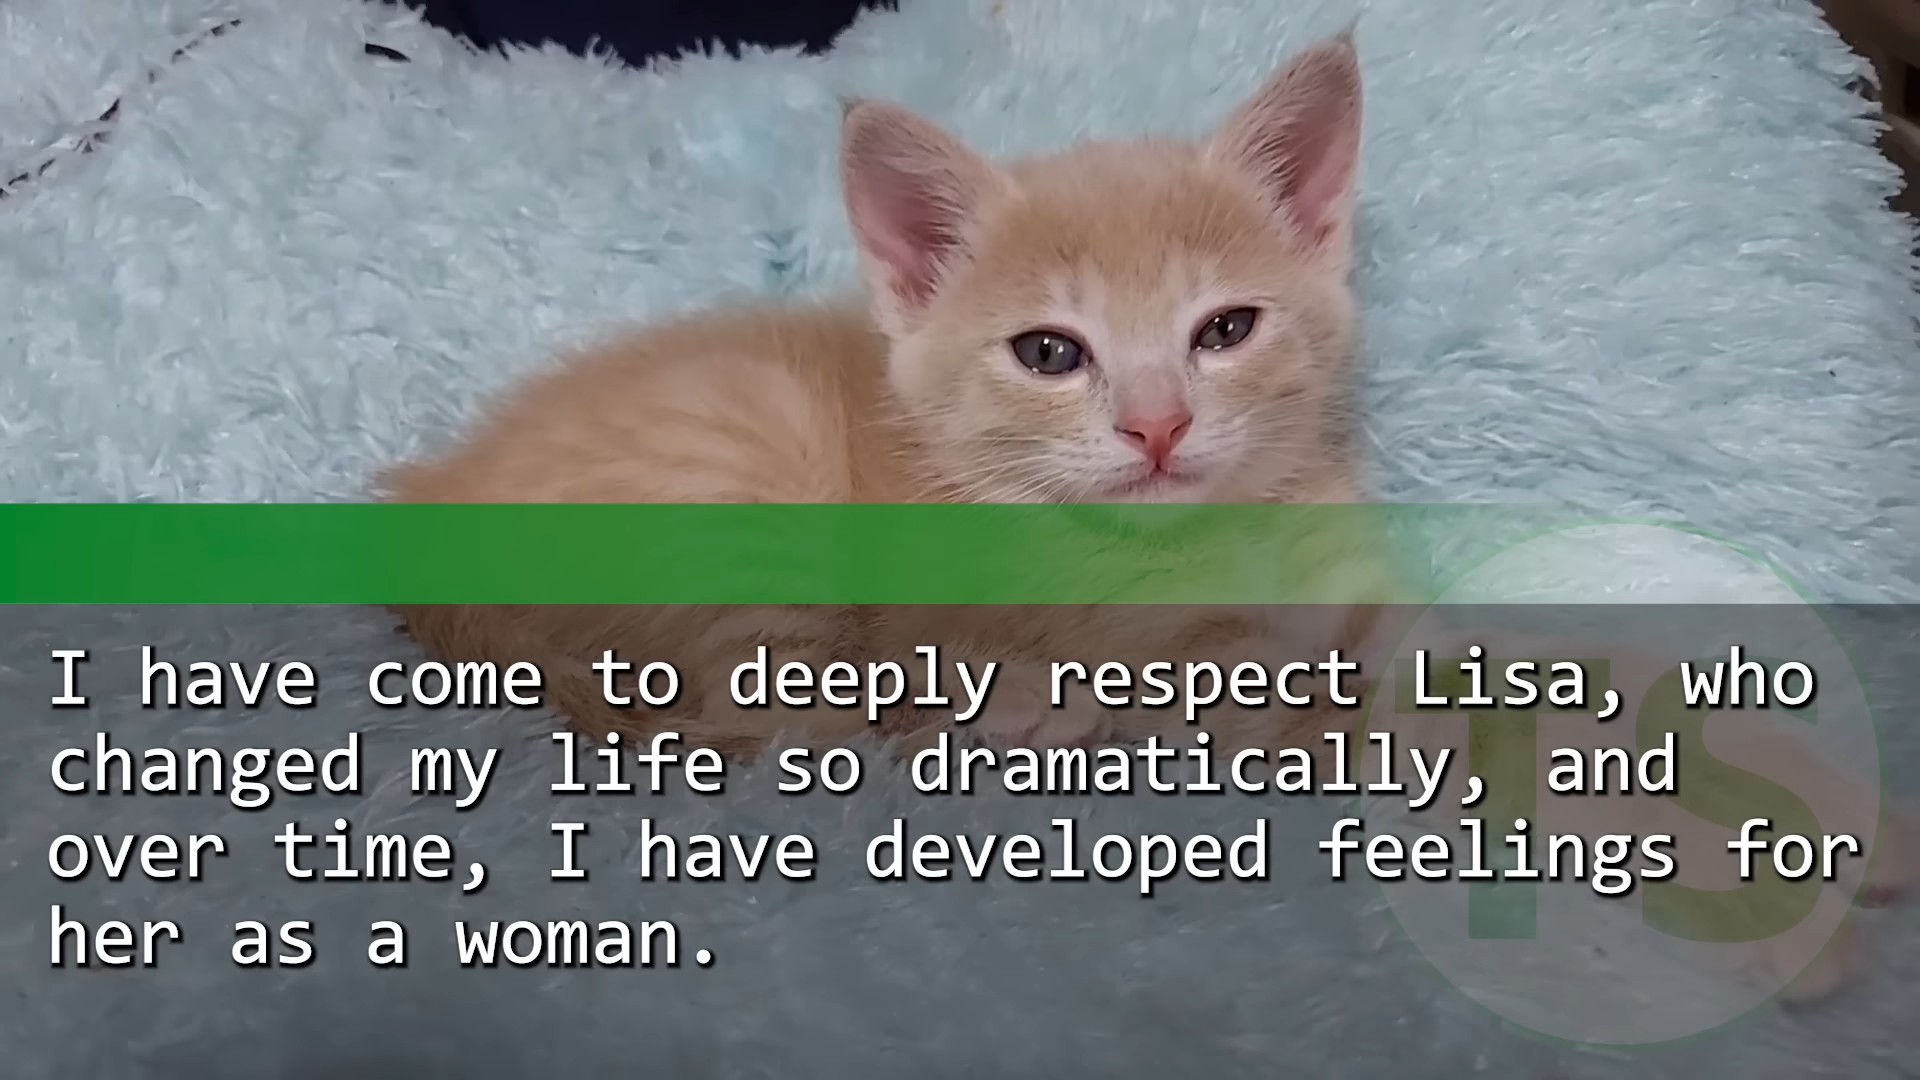 I have come to deeply respect Lisa, who
changed my life so dramatically, and
over time, I have developed feelings for
her as a woman.
TS